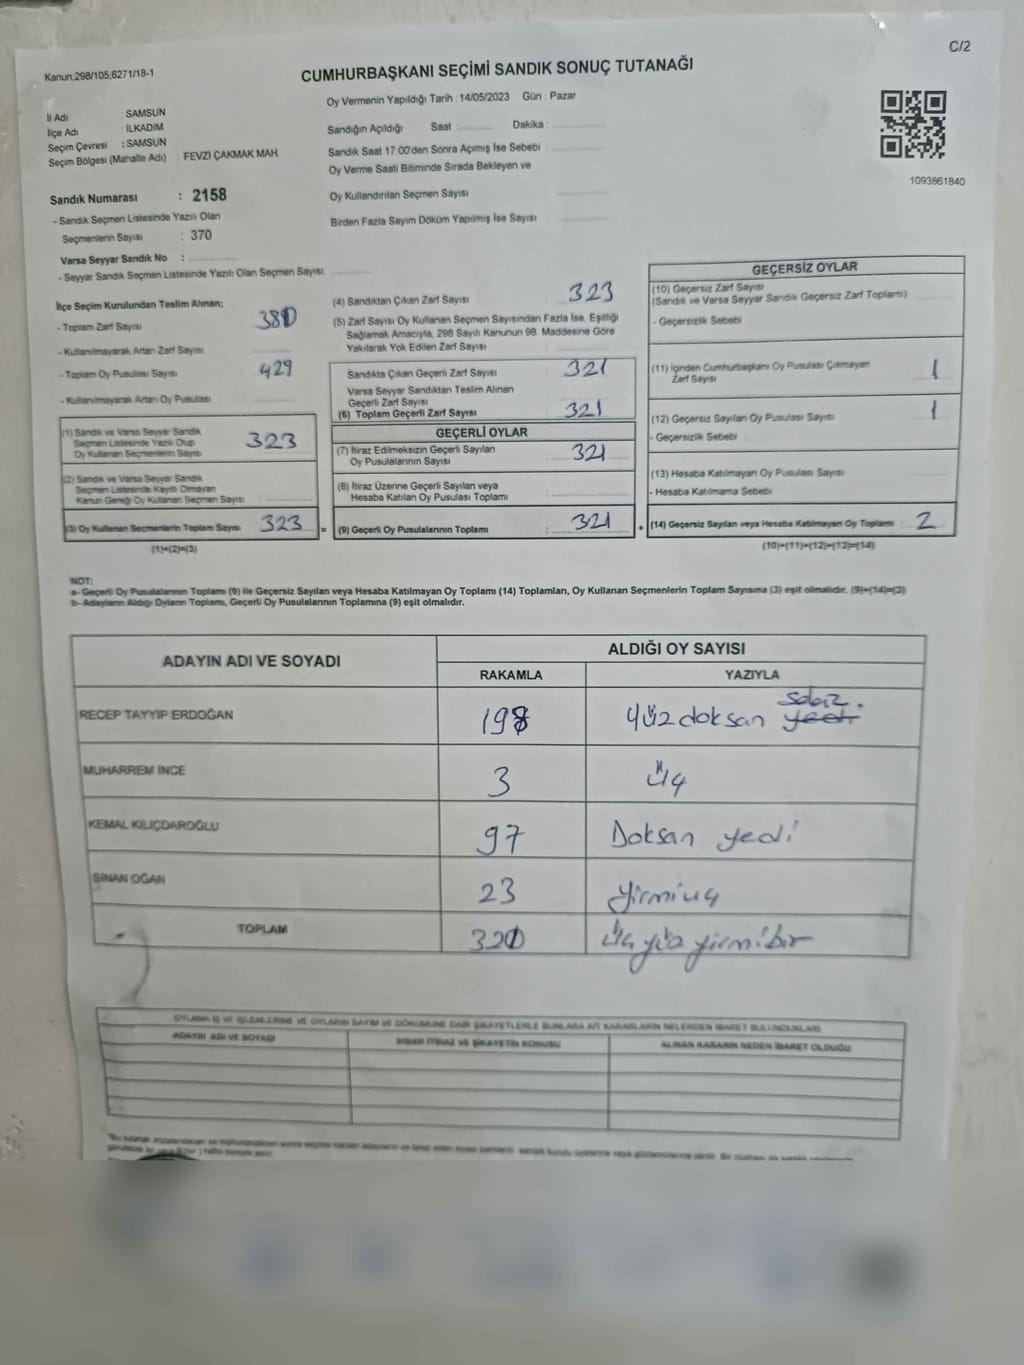 C/2
Kanun;298/105;6271/18-1
CUMHURBAŞKANI SEÇİMİ SANDIK SONUÇ TUTANAĞI
İl Adı : SAMSUN
İlçe Adı : İLKADIM
Seçim Çevresi : SAMSUN
Seçim Bölgesi (Mahalle Adı) : FEVZİ ÇAKMAK MAH.
Sandık Numarası : 2158
- Sandık Seçmen Listesinde Yazılı Olan
Seçmenlerin Sayısı : 370
Varsa Seyyar Sandık No :
- Seyyar Sandık Seçmen Listesinde Yazılı Olan Seçmen Sayısı
Oy Vermenin Yapıldığı Tarih : 14/05/2023 Gün : Pazar
Sandığın Açıldığı Saat : Dakika :
Sandık Saat 17:00'den Sonra Açımış İse Sebebi :
Oy Verme Saati Bitiminde Sırada Bekleyen ve
Oy Kullandırılan Seçmen Sayısı
Birden Fazla Sayım Döküm Yapılmış İse Sayısı
1093861840
İlçe Seçim Kurulundan Teslim Alınan;
- Toplam Zarf Sayısı 380
- Kullanılmayarak Artan Zarf Sayısı
- Toplam Oy Pusulası Sayısı 429
- Kullanılmayarak Artan Oy Pusulası
(1) Sandık ve Varsa Seyyar Sandık
Seçmen Listesinde Yazılı Olup
Oy Kullanan Seçmenlerin Sayısı 323
(2) Sandık ve Varsa Seyyar Sandık
Seçmen Listesinde Kayıtlı Olmayan
Kanun Gereği Oy Kullanan Seçmen Sayısı
(3) Oy Kullanan Seçmenlerin Toplam Sayısı 323 =
(1)+(2)=(3)
(4) Sandıktan Çıkan Zarf Sayısı : 323
(5) Zarf Sayısı Oy Kullanan Seçmen Sayısından Fazla İse, Eşitliği
Sağlamak Amacıyla, 298 Sayılı Kanunun 98. Maddesine Göre
Yakılarak Yok Edilen Zarf Sayısı
Sandıkta Çıkan Geçerli Zarf Sayısı : 321
Varsa Seyyar Sandıktan Teslim Alınan
Geçerli Zarf Sayısı
(6) Toplam Geçerli Zarf Sayısı : 321
GEÇERLİ OYLAR
(7) İtiraz Edilmeksizin Geçerli Sayılan
Oy Pusulalarının Sayısı : 321
(8) İtiraz Üzerine Geçerli Sayılan veya
Hesaba Katılan Oy Pusulası Toplamı
(9) Geçerli Oy Pusulalarının Toplamı : 321 +
GEÇERSİZ OYLAR
(10) Geçersiz Zarf Sayısı
(Sandık ve Varsa Seyyar Sandık Geçersiz Zarf Toplamı)
- Geçersizlik Sebebi
(11) İçinden Cumhurbaşkanı Oy Pusulası Çıkmayan
Zarf Sayısı 1
(12) Geçersiz Sayılan Oy Pusulası Sayısı 1
- Geçersizlik Sebebi
(13) Hesaba Katılmayan Oy Pusulası Sayısı
- Hesaba Katılmama Sebebi
(14) Geçersiz Sayılan veya Hesaba Katılmayan Oy Toplamı 2
(10)+(11)+(12)+(13)=(14)
NOT:
a- Geçerli Oy Pusulalarının Toplamı (9) ile Geçersiz Sayılan veya Hesaba Katılmayan Oy Toplamı (14) Toplamları, Oy Kullanan Seçmenlerin Toplam Sayısına (3) eşit olmalıdır. (9)+(14)=(3)
b- Adayların Aldığı Oyların Toplamı, Geçerli Oy Pusulalarının Toplamına (9) eşit olmalıdır.
ADAYIN ADI VE SOYADI ALDIĞI OY SAYISI
RAKAMLA YAZIYLA
RECEP TAYYİP ERDOĞAN 198 Yüz doksan yedi sekiz.
MUHARREM İNCE 3 Üç
KEMAL KILIÇDAROĞLU 97 Doksan yedi
SİNAN OĞAN 23 yirmiüç
TOPLAM 321 Üç yüz yirmi bir
OYLAMA İŞ VE İŞLEMLERİNE VE OYLARIN SAYIM VE DÖKÜMÜNE DAİR ŞİKAYETLERLE BUNLARA AİT KARARLARIN NELERDEN İBARET BULUNDUKLARI
ADAYIN ADI VE SOYADI İHBAR İTİRAZ VE ŞİKAYETİN KONUSU ALINAN KARARIN NEDEN İBARET OLDUĞU